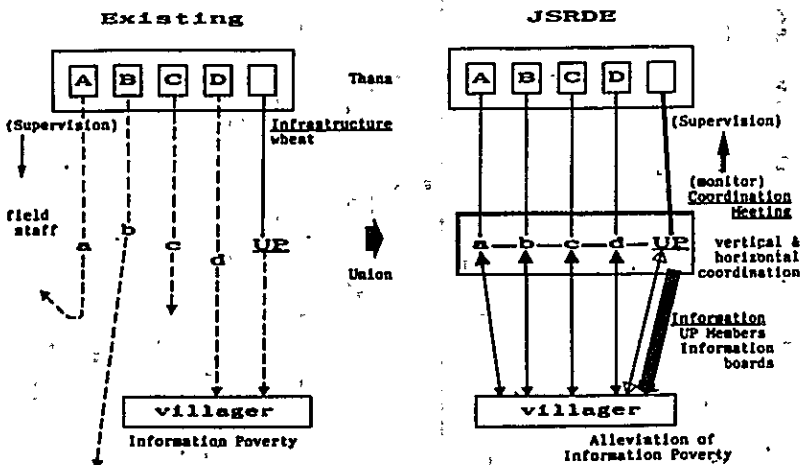 Existing
A B C D
Thana
(Supervision)
Infrastructure
wheat
field
staff
a
b
c
d
UP
Union
villager
Information Poverty
JSRDE
A B C D
(Supervision)
(monitor)
Coordination
Meeting
a b c d UP
vertical &
horizontal
coordination
Information
UP Members
Information
boards
villager
Alleviation of
Information Poverty